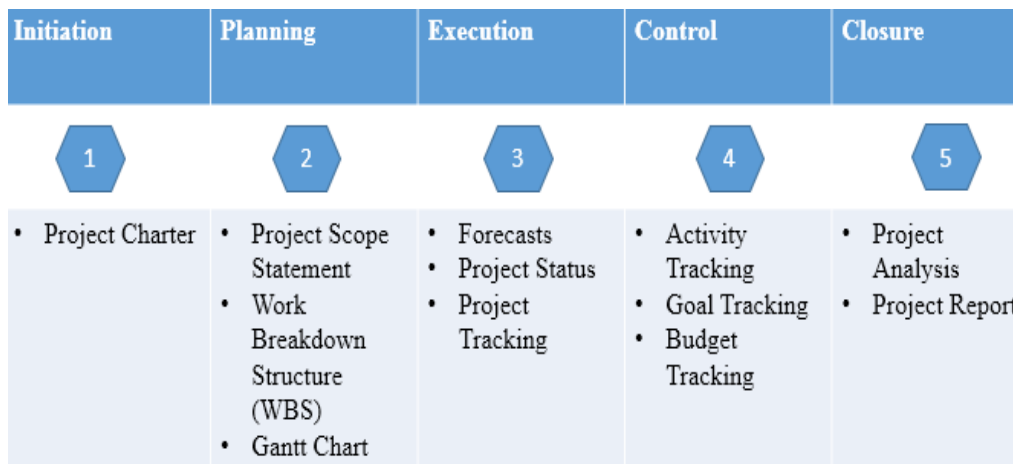 Initiation
Planning
Execution
Control
Closure
1
2
3
4
5
• Project Charter
• Project Scope
Statement
• Work
Breakdown
Structure
(WBS)
• Gantt Chart
• Forecasts
• Project Status
• Project
Tracking
• Activity
Tracking
• Goal Tracking
• Budget
Tracking
• Project
Analysis
• Project Report